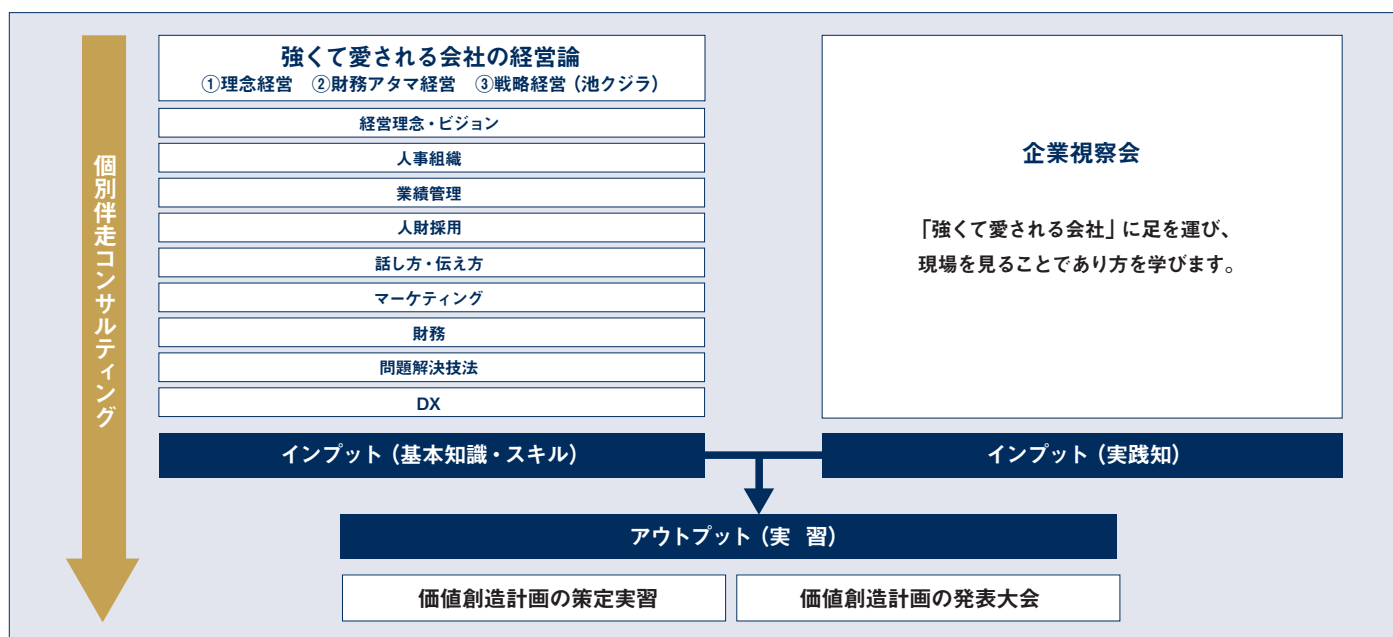 個別伴走コンサルティング
強くて愛される会社の経営論
①理念経営　②財務アタマ経営　③戦略経営（池クジラ）
経営理念・ビジョン
人事組織
業績管理
人財採用
話し方・伝え方
マーケティング
財務
問題解決技法
DX
インプット（基本知識・スキル）
企業視察会
「強くて愛される会社」に足を運び、
現場を見ることであり方を学びます。
インプット（実践知）
アウトプット（実　習）
価値創造計画の策定実習
価値創造計画の発表大会